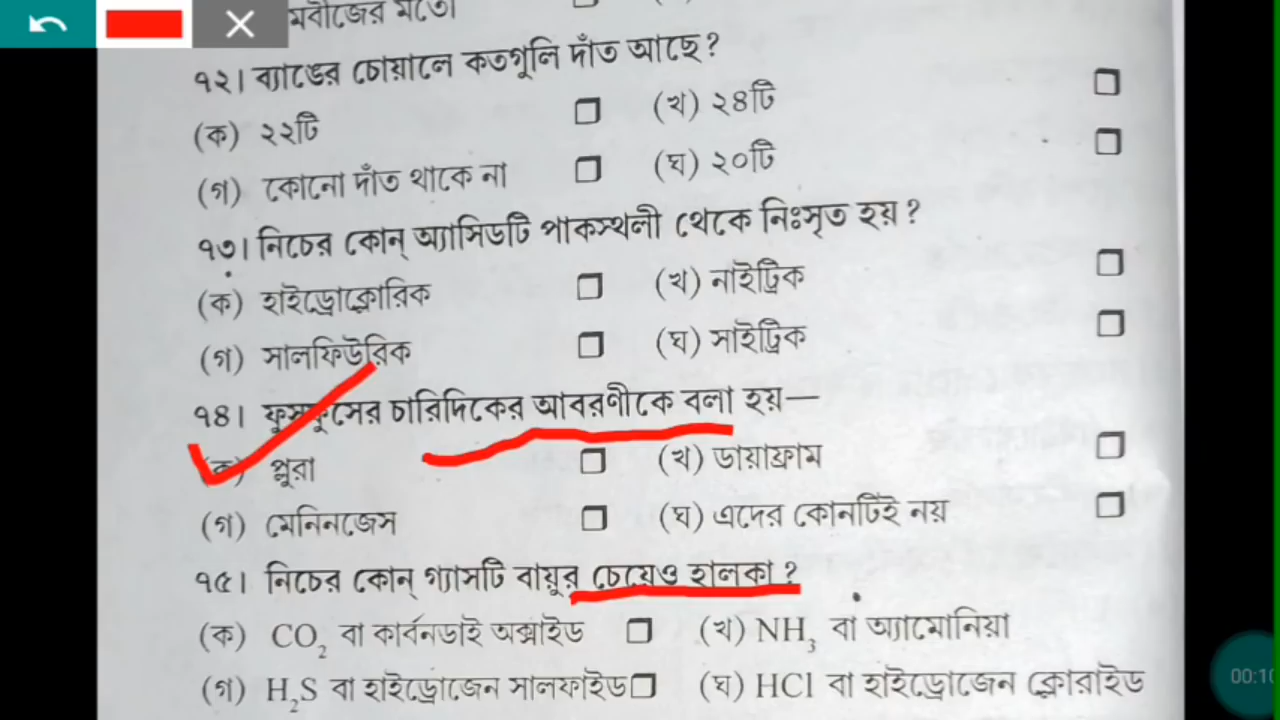 মবীজের মতো
৭২। ব্যাঙের চোয়ালে কতগুলি দাঁত আছে?
(ক) ২২টি (খ) ২৪টি
(গ) কোনো দাঁত থাকে না (ঘ) ২০টি
৭৩। নিচের কোন্ অ্যাসিডটি পাকস্থলী থেকে নিঃসৃত হয়?
(ক) হাইড্রোক্লোরিক (খ) নাইট্রিক
(গ) সালফিউরিক (ঘ) সাইট্রিক
৭৪। ফুসফুসের চারিদিকের আবরণীকে বলা হয়—
(ক) প্লুরা (খ) ডায়াফ্রাম
(গ) মেনিনজেস (ঘ) এদের কোনটিই নয়
৭৫। নিচের কোন্ গ্যাসটি বায়ুর চেয়েও হালকা?
(ক) CO₂ বা কার্বনডাই অক্সাইড (খ) NH₃ বা অ্যামোনিয়া
(গ) H₂S বা হাইড্রোজেন সালফাইড (ঘ) HCl বা হাইড্রোজেন ক্লোরাইড
00:10